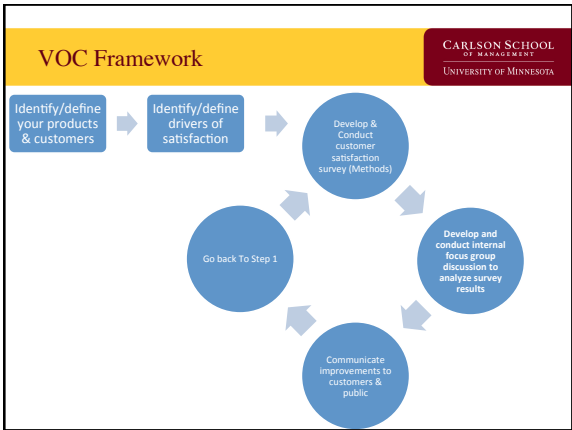 VOC Framework
CARLSON SCHOOL
OF MANAGEMENT
UNIVERSITY OF MINNESOTA
Identify/define
your products
& customers
Identify/define
drivers of
satisfaction
Develop &
Conduct
customer
satisfaction
survey (Methods)
Develop and
conduct internal
focus group
discussion to
analyze survey
results
Communicate
improvements to
customers &
public
Go back To Step 1